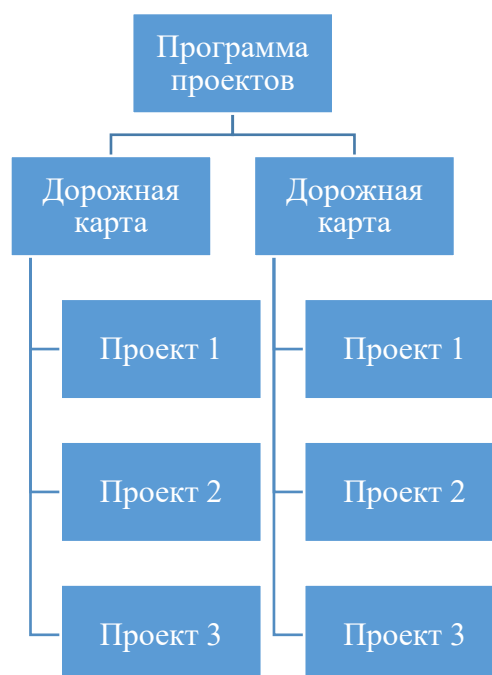 Программа
проектов
Дорожная
карта
Дорожная
карта
Проект 1
Проект 1
Проект 2
Проект 2
Проект 3
Проект 3